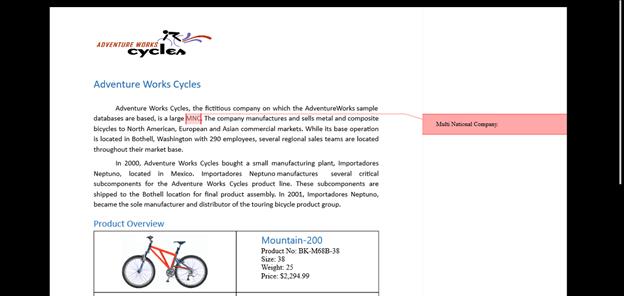 ADVENTURE WORKS
cycles
Adventure Works Cycles
Adventure Works Cycles, the fictitious company on which the AdventureWorks sample
databases are based, is a large MNC. The company manufactures and sells metal and composite
bicycles to North American, European and Asian commercial markets. While its base operation
is located in Bothell, Washington with 290 employees, several regional sales teams are located
throughout their market base.
Multi National Company.
In 2000, Adventure Works Cycles bought a small manufacturing plant, Importadores
Neptuno, located in Mexico. Importadores Neptuno manufactures several critical
subcomponents for the Adventure Works Cycles product line. These subcomponents are
shipped to the Bothell location for final product assembly. In 2001, Importadores Neptuno,
became the sole manufacturer and distributor of the touring bicycle product group.
Product Overview
Mountain-200
Product No: BK-M68B-38
Size: 38
Weight: 25
Price: $2,294.99